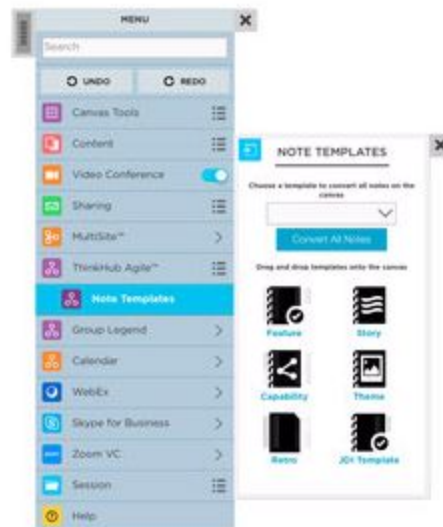 MENU
Search
UNDO
REDO
Canvas Tools
Content
Video Conference
Sharing
MultiSite™
ThinkHub Agile™
Note Templates
Group Legend
Calendar
WebEx
Skype for Business
Zoom VC
Session
Help
NOTE TEMPLATES
Choose a template to convert all notes on the
canvas
Convert All Notes
Drag and drop templates onto the canvas
Feature
Story
Capability
Theme
Retro
JDI Template